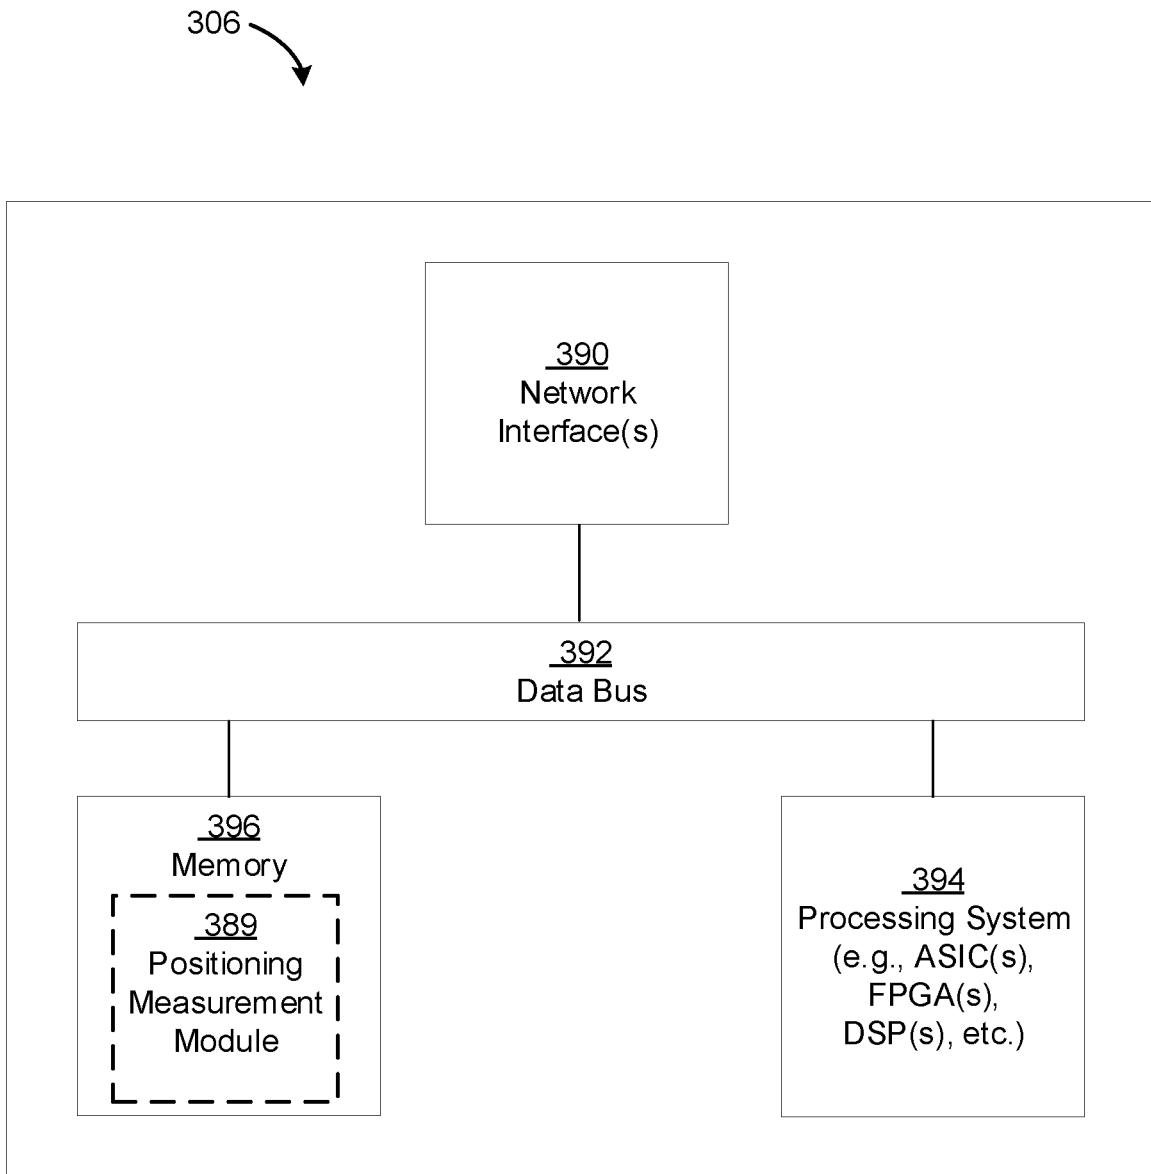 306
390
Network
Interface(s)
392
Data Bus
396
Memory
389
Positioning
Measurement
Module
394
Processing System
(e.g., ASIC(s),
FPGA(s),
DSP(s), etc.)